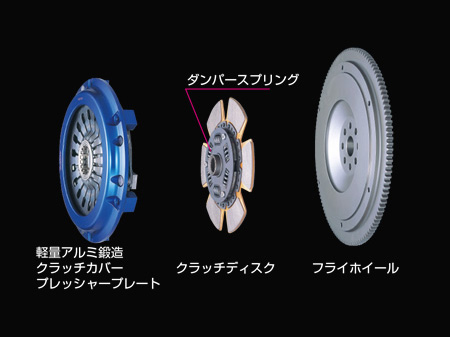 ダンパースプリング
軽量アルミ鍛造
クラッチカバー
プレッシャープレート
クラッチディスク
フライホイール